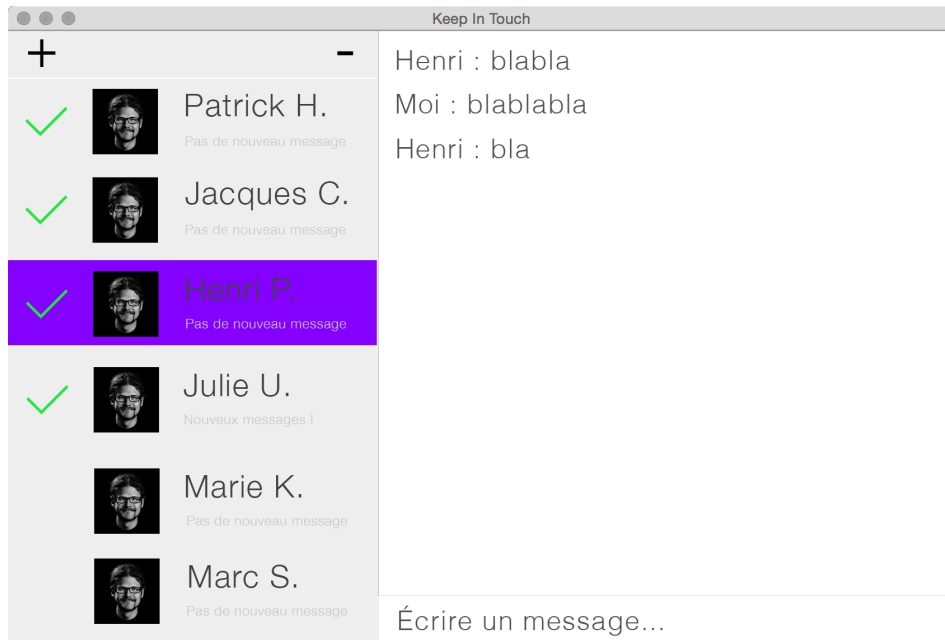 Keep In Touch
+ -
Patrick H.
Pas de nouveau message
Jacques C.
Pas de nouveau message
Henri P.
Pas de nouveau message
Julie U.
Nouveux messages !
Marie K.
Pas de nouveau message
Marc S.
Pas de nouveau message
Henri : blabla
Moi : blablabla
Henri : bla
Écrire un message...